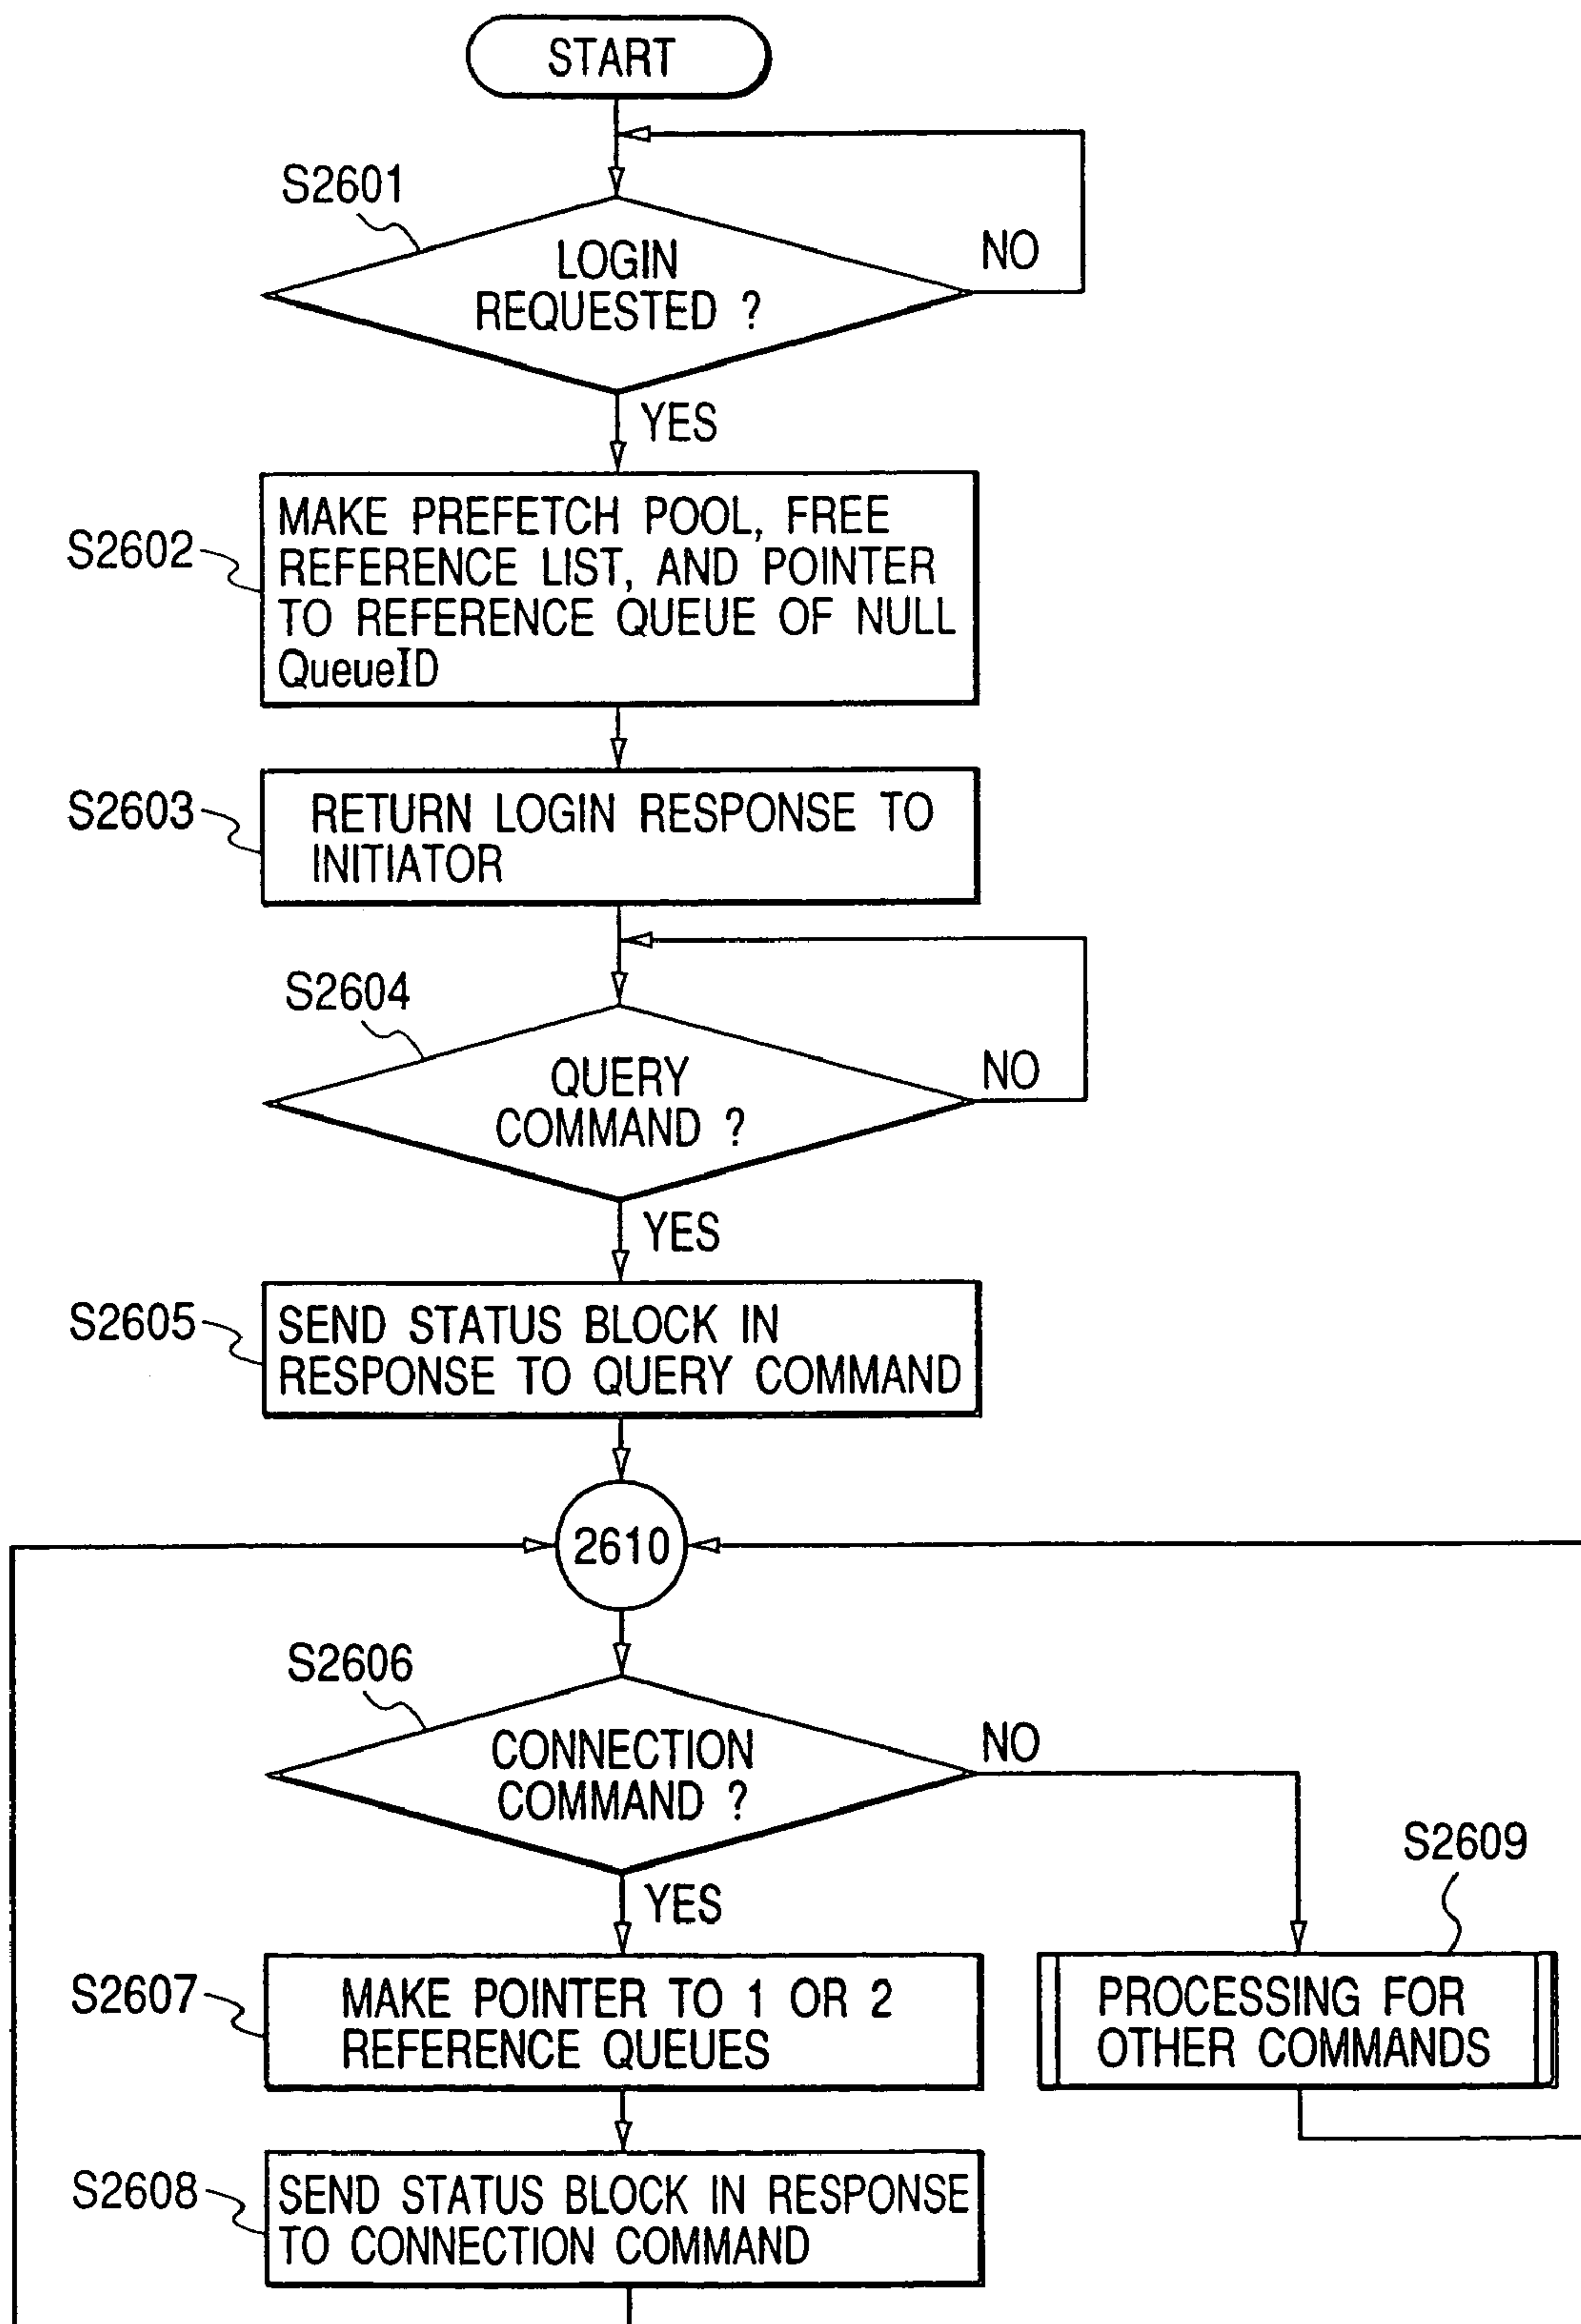 START
S2601
LOGIN
REQUESTED ?
NO
YES
S2602
MAKE PREFETCH POOL, FREE
REFERENCE LIST, AND POINTER
TO REFERENCE QUEUE OF NULL
QueueID
S2603
RETURN LOGIN RESPONSE TO
INITIATOR
S2604
QUERY
COMMAND ?
NO
YES
S2605
SEND STATUS BLOCK IN
RESPONSE TO QUERY COMMAND
2610
S2606
CONNECTION
COMMAND ?
NO
YES
S2609
S2607
MAKE POINTER TO 1 OR 2
REFERENCE QUEUES
PROCESSING FOR
OTHER COMMANDS
S2608
SEND STATUS BLOCK IN RESPONSE
TO CONNECTION COMMAND